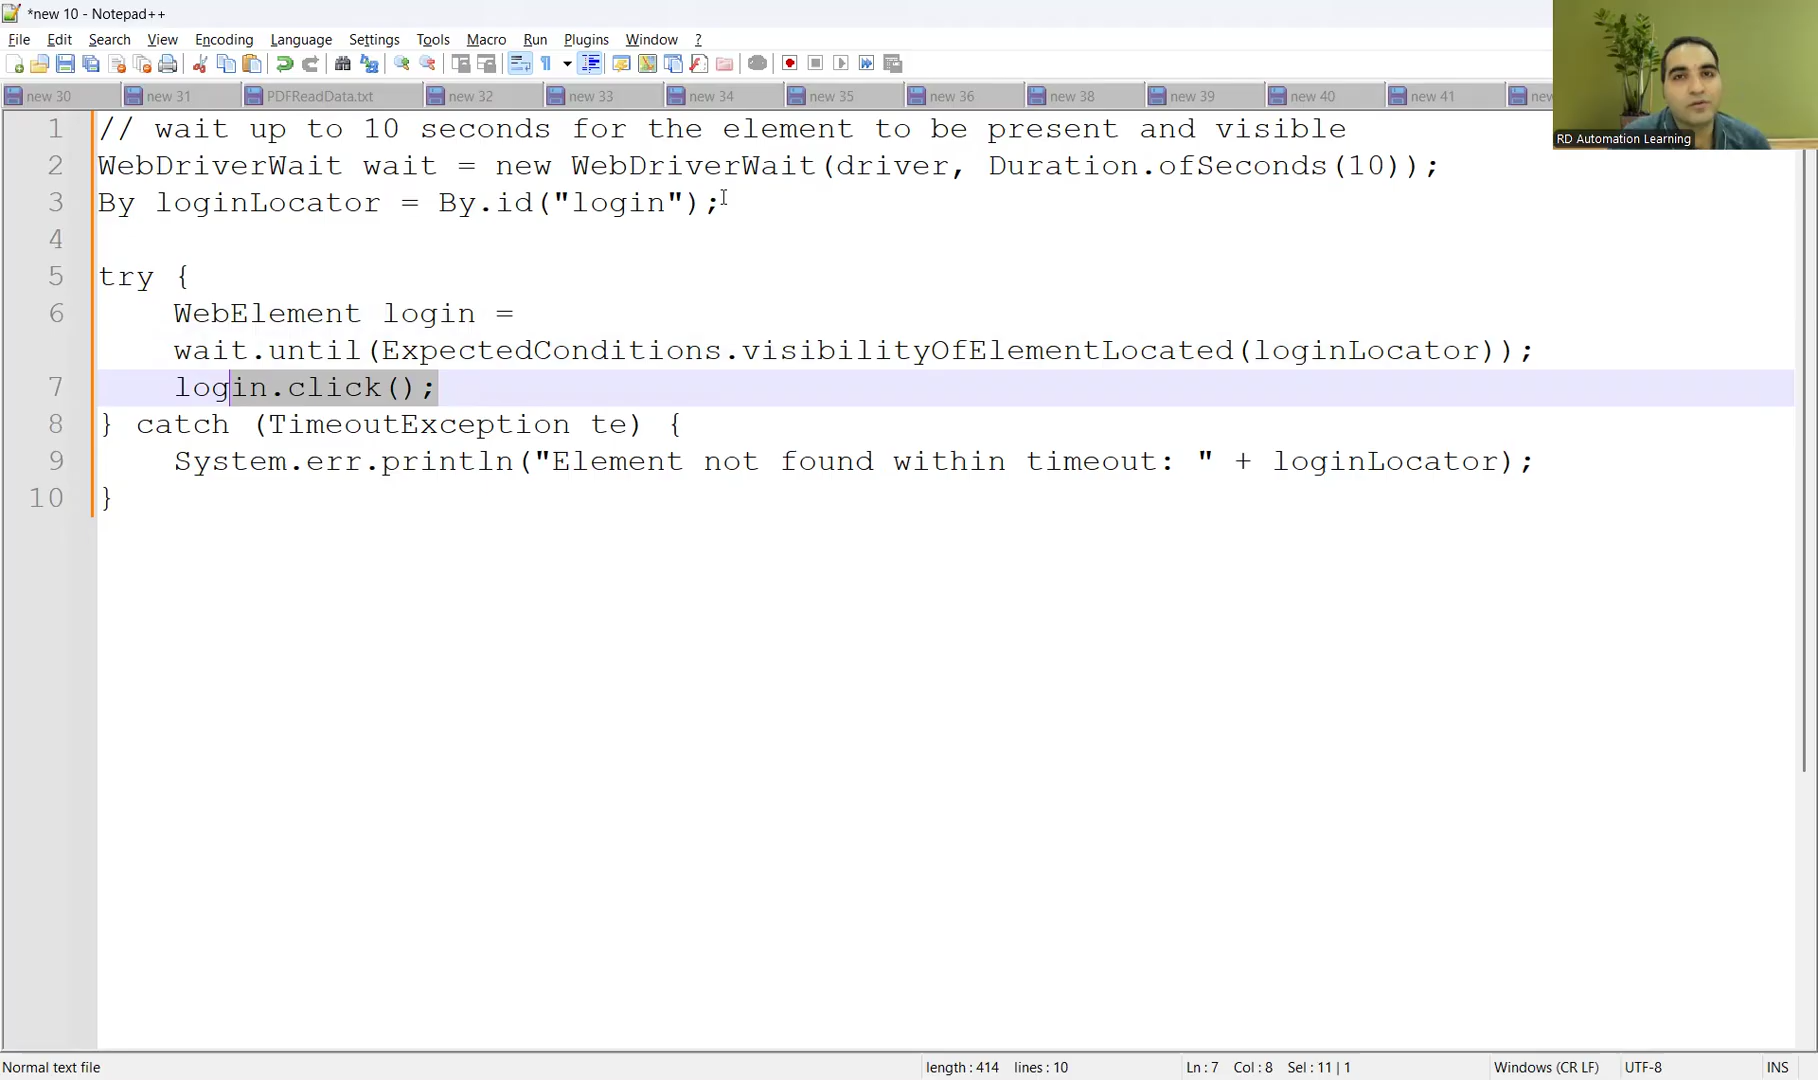 *new 10 - Notepad++
File Edit Search View Encoding Language Settings Tools Macro Run Plugins Window ?
new 30 new 31 PDFReadData.txt new 32 new 33 new 34 new 35 new 36 new 38 new 39 new 40 new 41 new
RD Automation Learning
1 // wait up to 10 seconds for the element to be present and visible
2 WebDriverWait wait = new WebDriverWait(driver, Duration.ofSeconds(10));
3 By loginLocator = By.id("login");
4
5 try {
6 WebElement login =
wait.until(ExpectedConditions.visibilityOfElementLocated(loginLocator));
7 login.click();
8 } catch (TimeoutException te) {
9 System.err.println("Element not found within timeout: " + loginLocator);
10 }
Normal text file length : 414 lines : 10 Ln : 7 Col : 8 Sel : 11 | 1 Windows (CR LF) UTF-8 INS